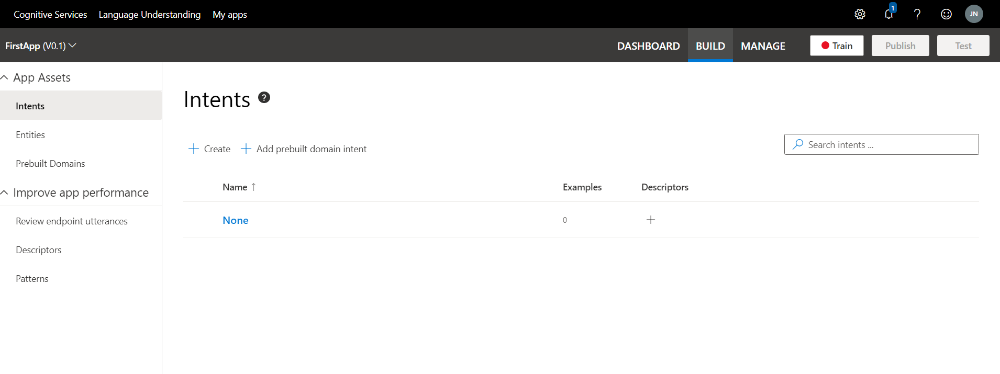 Cognitive Services Language Understanding My apps 1 ? JN
FirstApp (V0.1) DASHBOARD BUILD MANAGE Train Publish Test
App Assets
Intents
Entities
Prebuilt Domains
Improve app performance
Review endpoint utterances
Descriptors
Patterns
Intents ?
+ Create + Add prebuilt domain intent
Search intents ...
Name ↑ Examples Descriptors
None 0 +